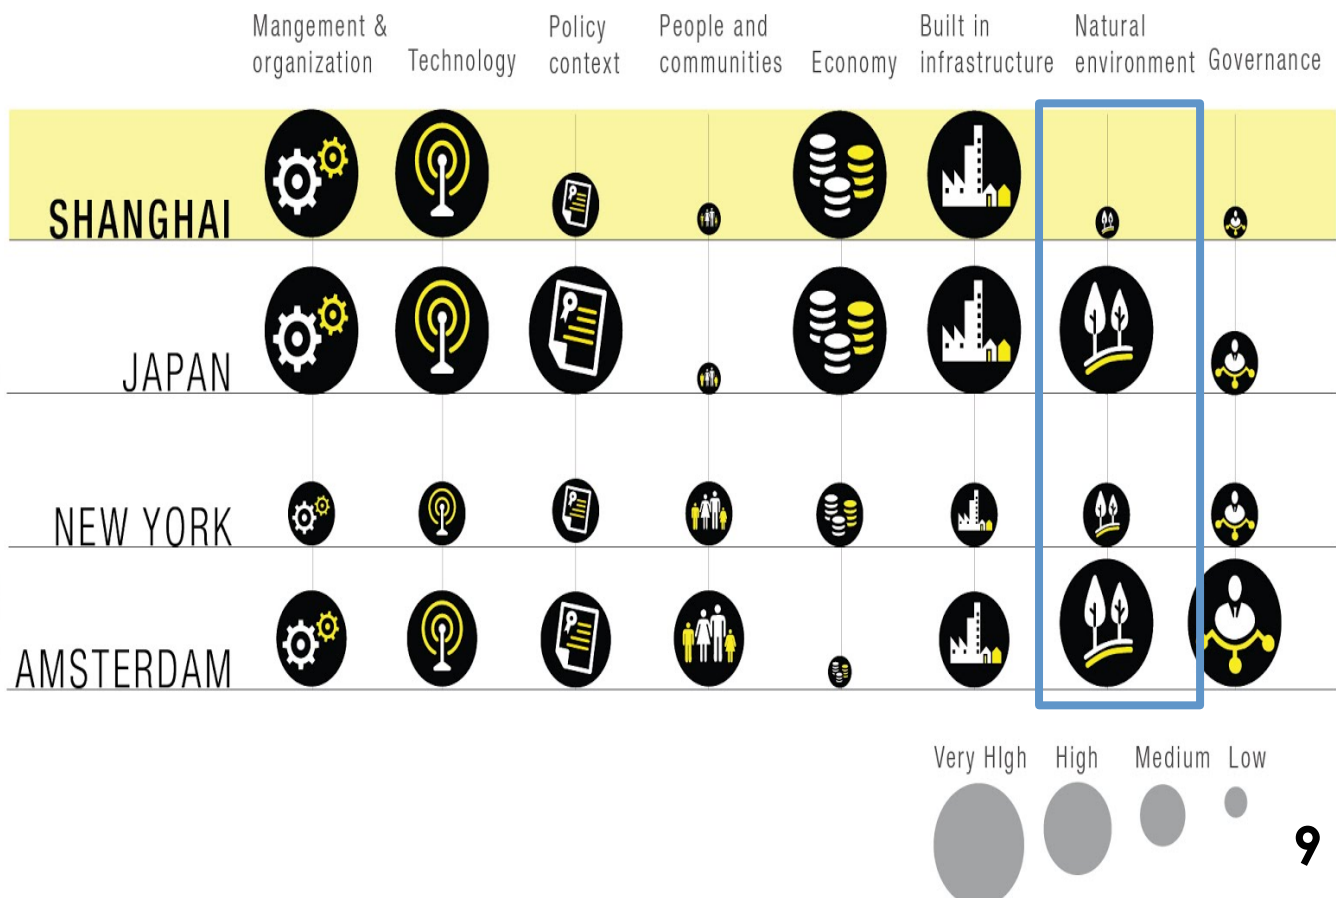 Mangement &
organization
Technology
Policy
context
People and
communities
Economy
Built in
infrastructure
Natural
environment
Governance
SHANGHAI
JAPAN
NEW YORK
AMSTERDAM
Very HIgh High Medium Low
9